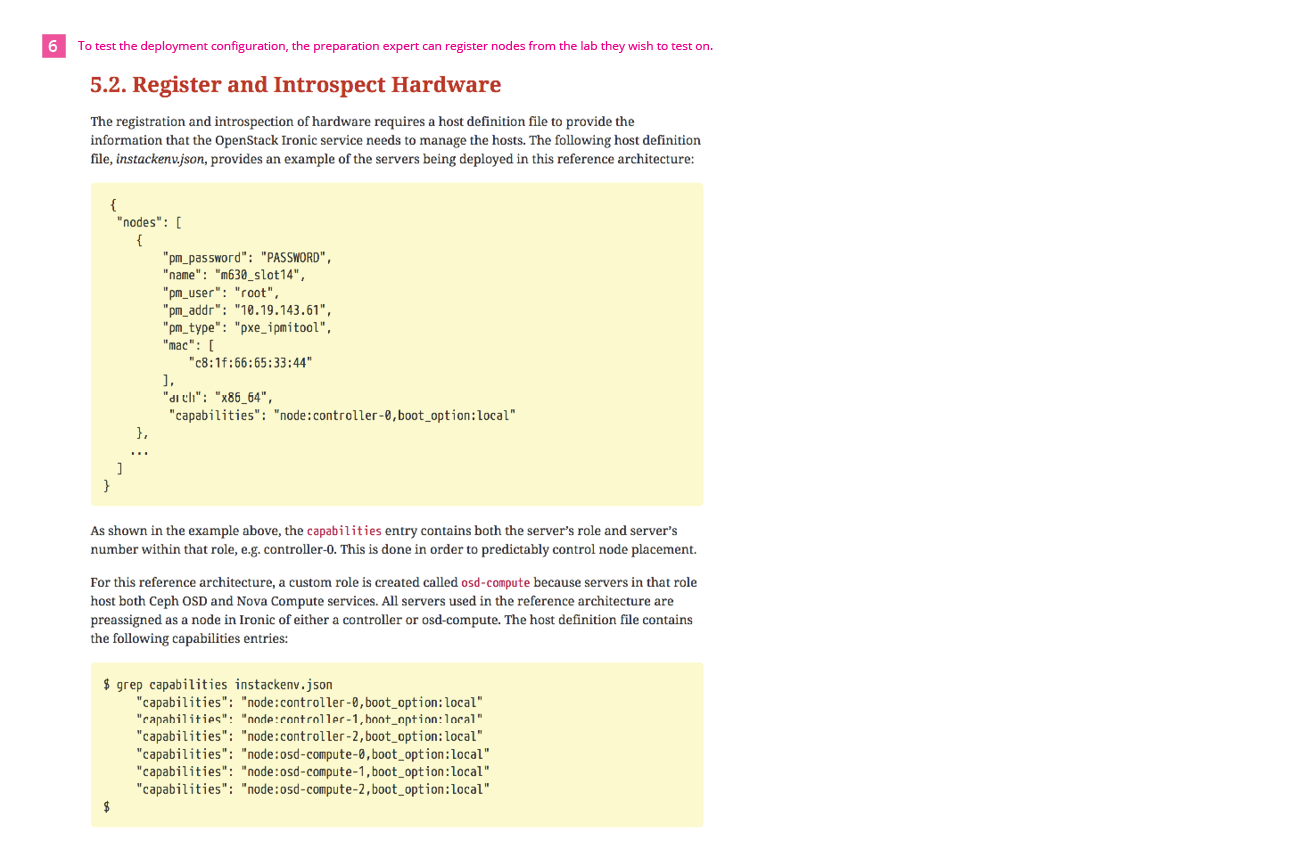 6 To test the deployment configuration, the preparation expert can register nodes from the lab they wish to test on.
5.2. Register and Introspect Hardware
The registration and introspection of hardware requires a host definition file to provide the
information that the OpenStack Ironic service needs to manage the hosts. The following host definition
file, instackenv.json, provides an example of the servers being deployed in this reference architecture:
{
"nodes": [
{
"pm_password": "PASSWORD",
"name": "m630_slot14",
"pm_user": "root",
"pm_addr": "10.19.143.61",
"pm_type": "pxe_ipmitool",
"mac": [
"c8:1f:66:65:33:44"
],
"arch": "x86_64",
"capabilities": "node:controller-0,boot_option:local"
},
...
]
}
As shown in the example above, the capabilities entry contains both the server’s role and server’s
number within that role, e.g. controller-0. This is done in order to predictably control node placement.
For this reference architecture, a custom role is created called osd-compute because servers in that role
host both Ceph OSD and Nova Compute services. All servers used in the reference architecture are
preassigned as a node in Ironic of either a controller or osd-compute. The host definition file contains
the following capabilities entries:
$ grep capabilities instackenv.json
"capabilities": "node:controller-0,boot_option:local"
"capabilities": "node:controller-1,boot_option:local"
"capabilities": "node:controller-2,boot_option:local"
"capabilities": "node:osd-compute-0,boot_option:local"
"capabilities": "node:osd-compute-1,boot_option:local"
"capabilities": "node:osd-compute-2,boot_option:local"
$